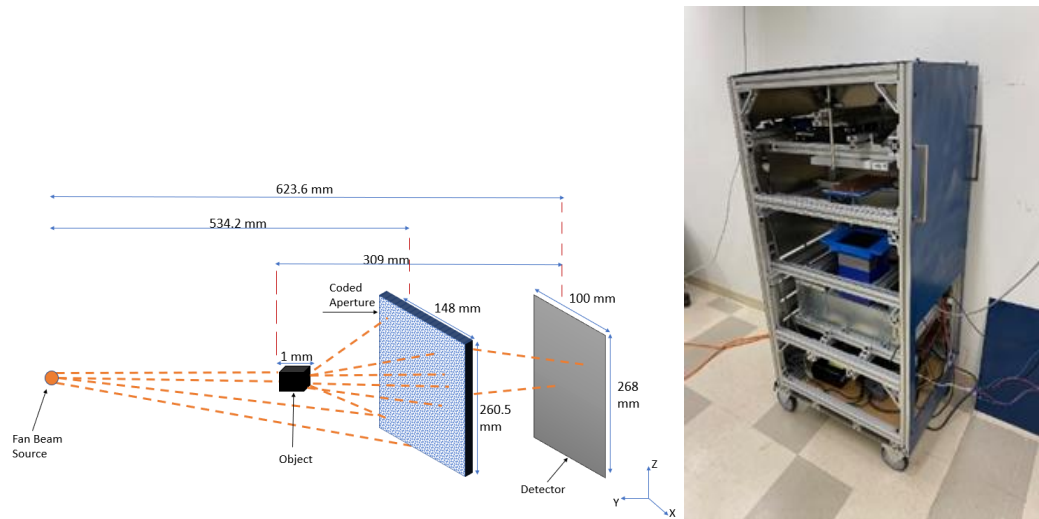 623.6 mm
534.2 mm
309 mm
Coded
Aperture
148 mm
100 mm
1 mm
260.5
mm
268
mm
Fan Beam
Source
Object
Detector
Z
Y
X